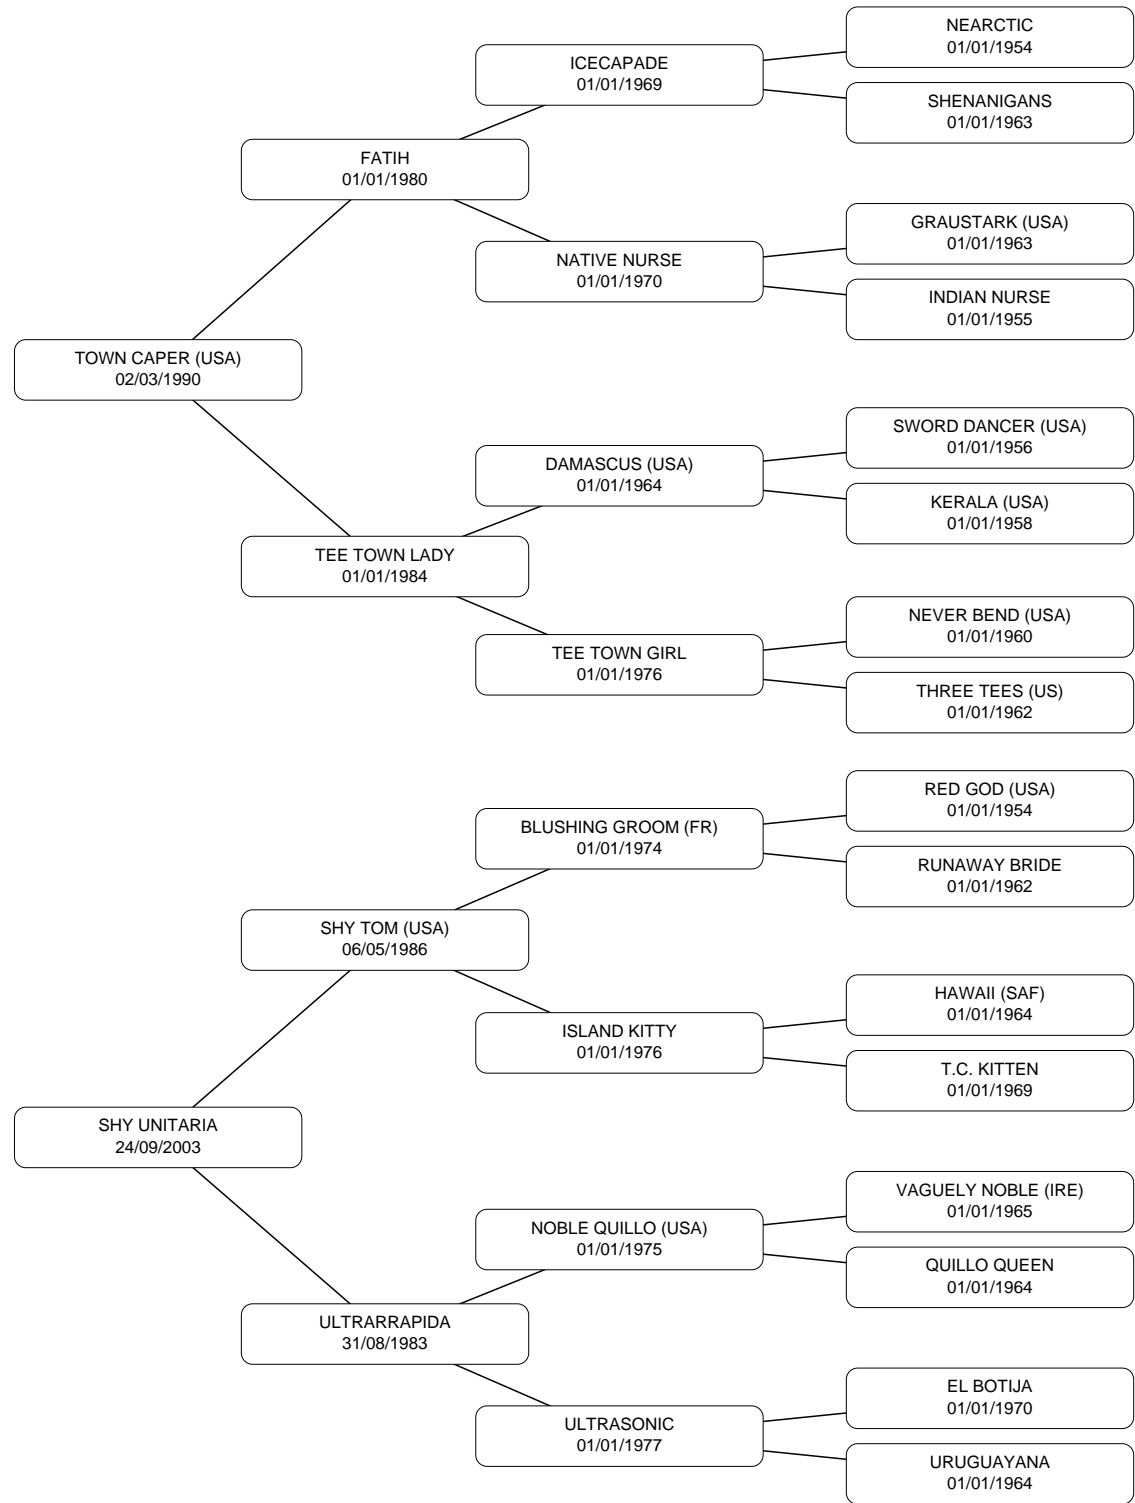 NEARCTIC
01/01/1954
ICECAPADE
01/01/1969
SHENANIGANS
01/01/1963
FATIH
01/01/1980
GRAUSTARK (USA)
01/01/1963
NATIVE NURSE
01/01/1970
INDIAN NURSE
01/01/1955
TOWN CAPER (USA)
02/03/1990
SWORD DANCER (USA)
01/01/1956
DAMASCUS (USA)
01/01/1964
KERALA (USA)
01/01/1958
TEE TOWN LADY
01/01/1984
NEVER BEND (USA)
01/01/1960
TEE TOWN GIRL
01/01/1976
THREE TEES (US)
01/01/1962
RED GOD (USA)
01/01/1954
BLUSHING GROOM (FR)
01/01/1974
RUNAWAY BRIDE
01/01/1962
SHY TOM (USA)
06/05/1986
HAWAII (SAF)
01/01/1964
ISLAND KITTY
01/01/1976
T.C. KITTEN
01/01/1969
SHY UNITARIA
24/09/2003
VAGUELY NOBLE (IRE)
01/01/1965
NOBLE QUILLO (USA)
01/01/1975
QUILLO QUEEN
01/01/1964
ULTRARRAPIDA
31/08/1983
EL BOTIJA
01/01/1970
ULTRASONIC
01/01/1977
URUGUAYANA
01/01/1964